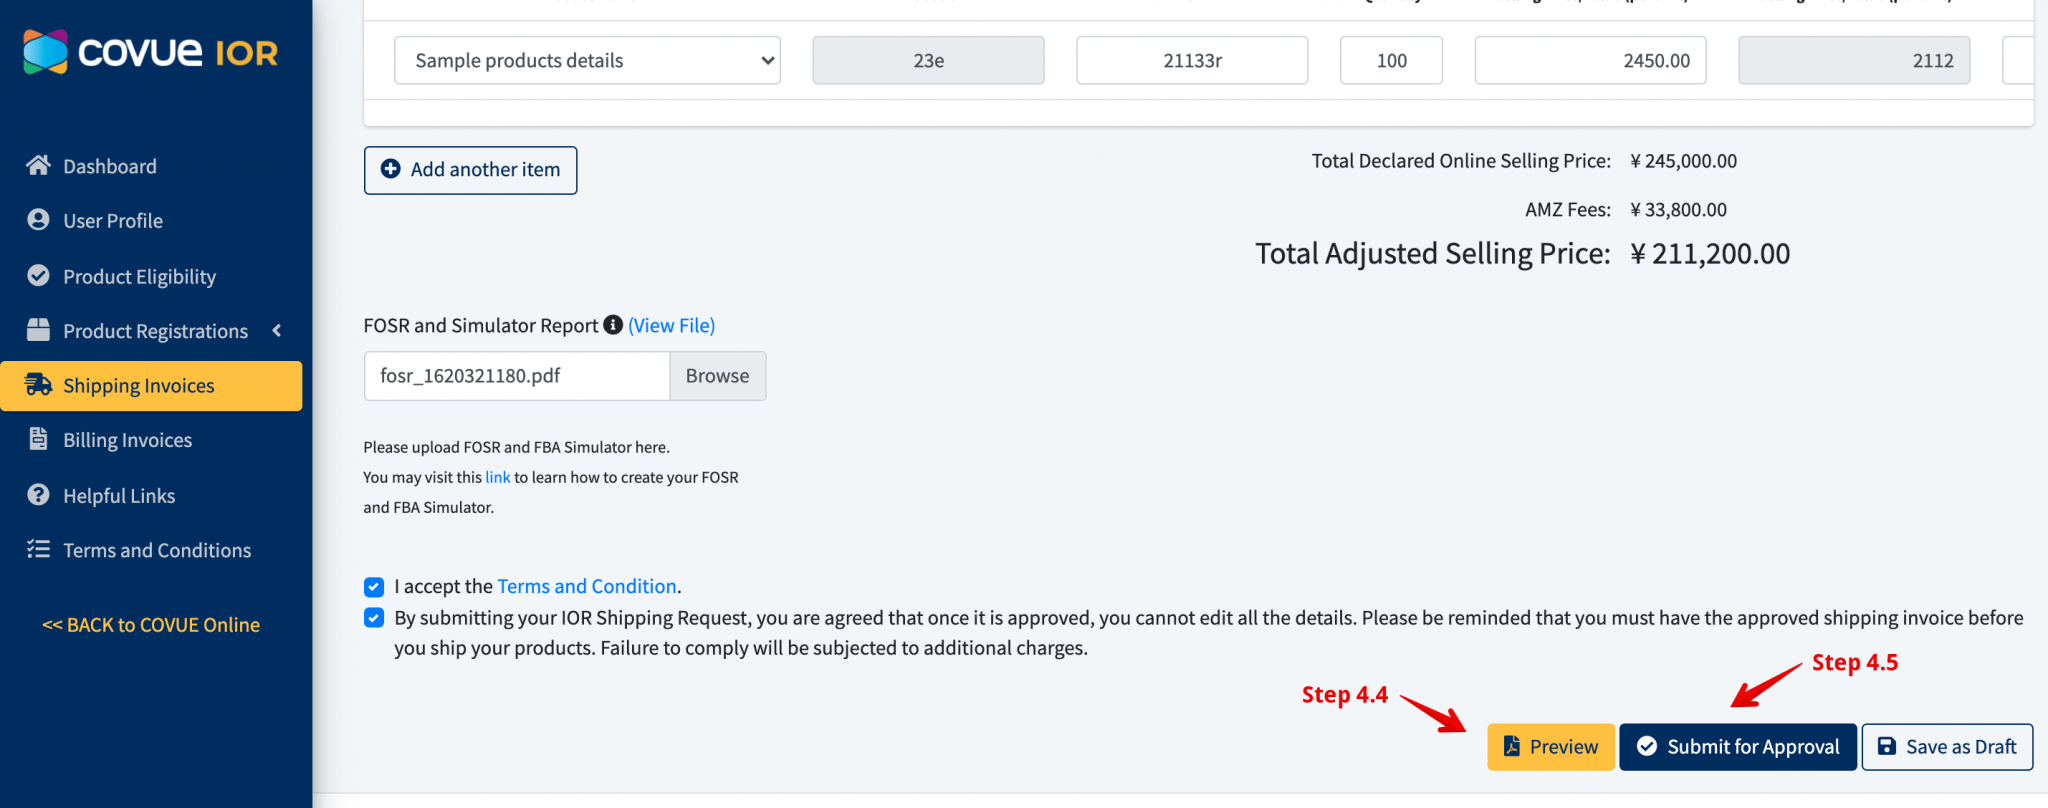 COVUE IOR
Dashboard
User Profile
Product Eligibility
Product Registrations
Shipping Invoices
Billing Invoices
Helpful Links
Terms and Conditions
<< BACK to COVUE Online
Sample products details 23e 21133r 100 2450.00 2112
Add another item
Total Declared Online Selling Price: ¥ 245,000.00
AMZ Fees: ¥ 33,800.00
Total Adjusted Selling Price: ¥ 211,200.00
FOSR and Simulator Report (View File)
fosr_1620321180.pdf Browse
Please upload FOSR and FBA Simulator here.
You may visit this link to learn how to create your FOSR
and FBA Simulator.
I accept the Terms and Condition.
By submitting your IOR Shipping Request, you are agreed that once it is approved, you cannot edit all the details. Please be reminded that you must have the approved shipping invoice before
you ship your products. Failure to comply will be subjected to additional charges.
Step 4.4
Step 4.5
Preview
Submit for Approval
Save as Draft